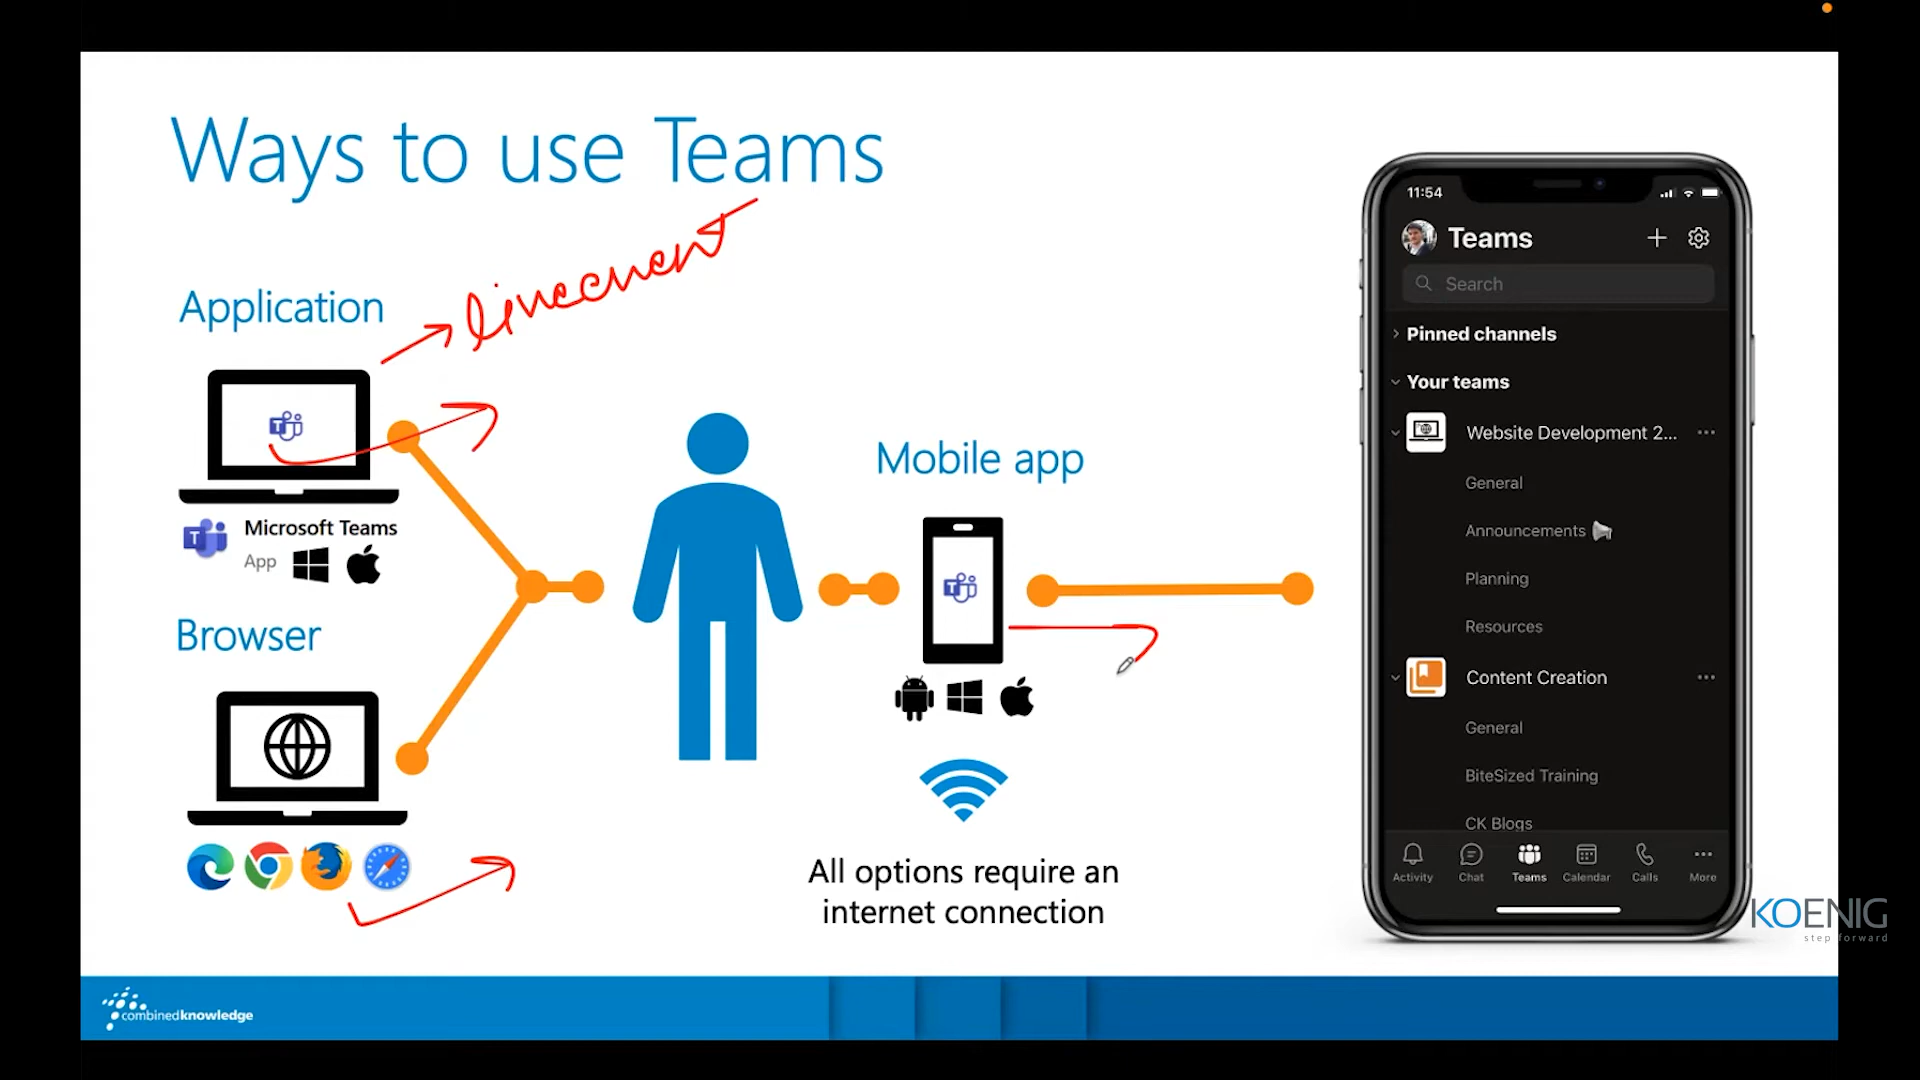 Ways to use Teams
liveevent
Application
Microsoft Teams
App
Browser
Mobile app
All options require an
internet connection
11:54
Teams
Search
Pinned channels
Your teams
Website Development 2...
General
Announcements
Planning
Resources
Content Creation
General
BiteSized Training
CK Blogs
Activity
Chat
Teams
Calendar
Calls
More
KOENIG
step forward
combinedknowledge